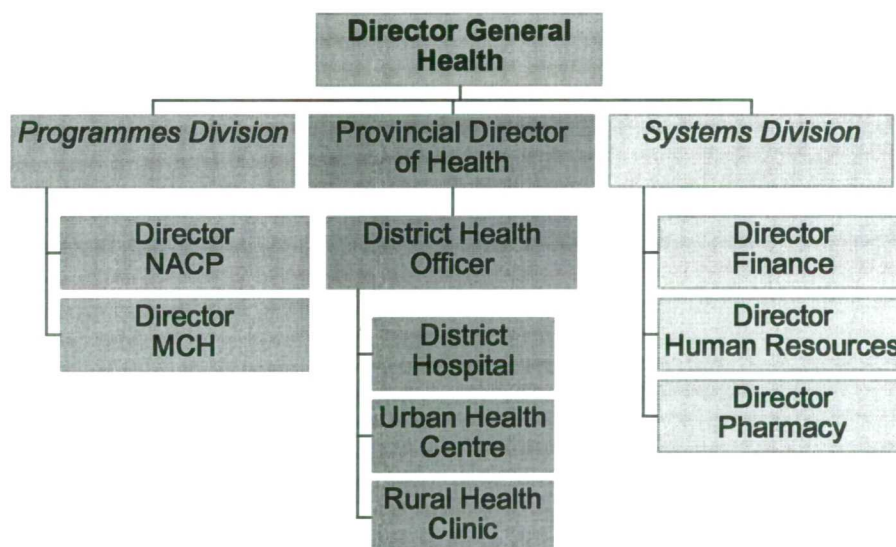 Director General
Health
Programmes Division
Provincial Director
of Health
Systems Division
Director
NACP
Director
MCH
District Health
Officer
District
Hospital
Urban Health
Centre
Rural Health
Clinic
Director
Finance
Director
Human Resources
Director
Pharmacy